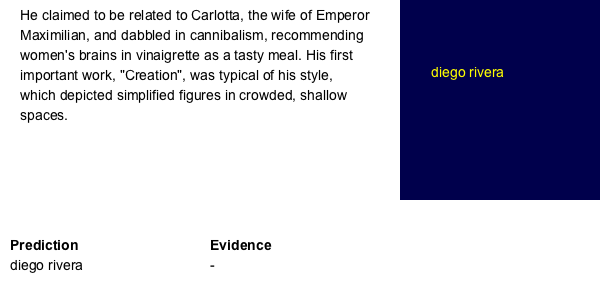 He claimed to be related to Carlotta, the wife of Emperor
Maximilian, and dabbled in cannibalism, recommending
women's brains in vinaigrette as a tasty meal. His first
important work, "Creation", was typical of his style,
which depicted simplified figures in crowded, shallow
spaces.
diego rivera
Prediction Evidence
diego rivera -